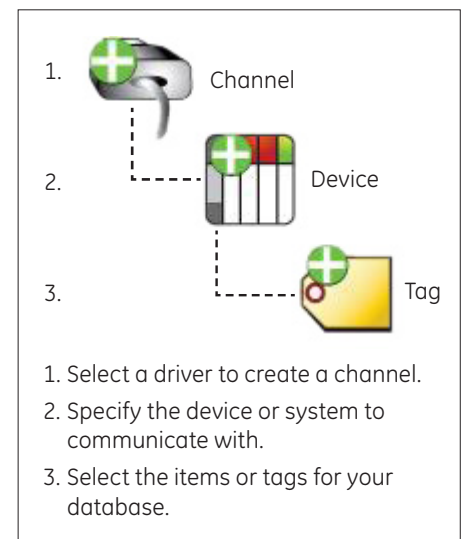 1. Channel
2. Device
3. Tag
1. Select a driver to create a channel.
2. Specify the device or system to
communicate with.
3. Select the items or tags for your
database.